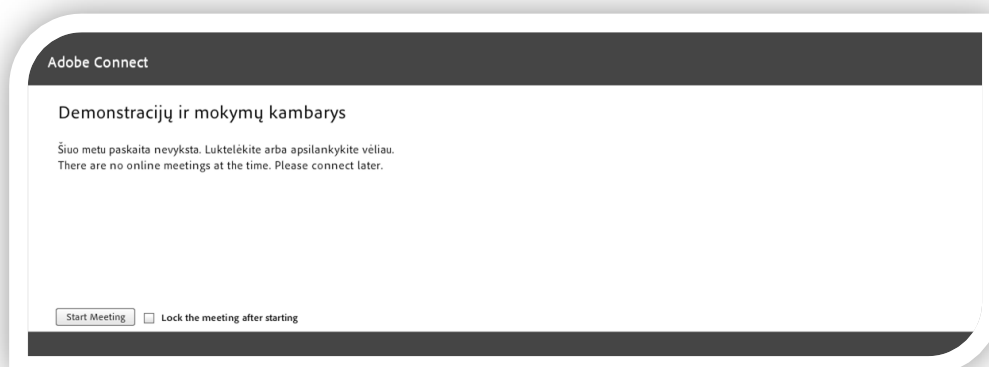 Adobe Connect
Demonstracijų ir mokymų kambarys
Šiuo metu paskaita nevyksta. Luktelėkite arba apsilankykite vėliau.
There are no online meetings at the time. Please connect later.
Start Meeting Lock the meeting after starting